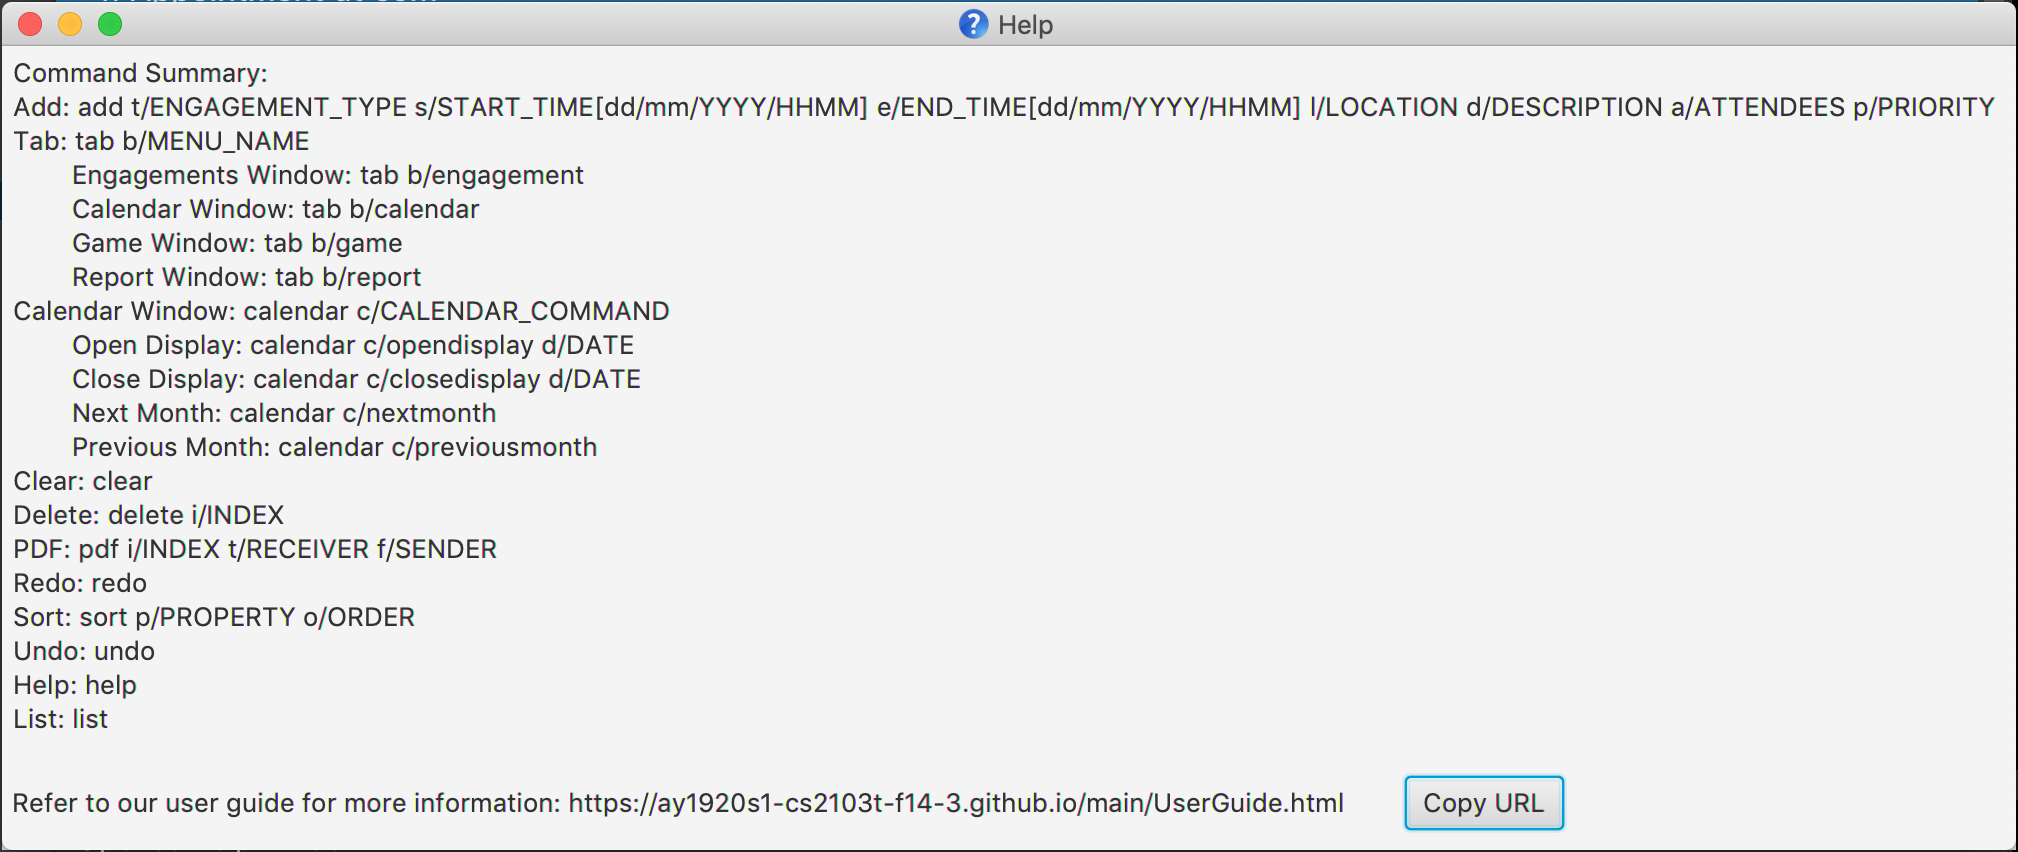 Help
Command Summary:
Add: add t/ENGAGEMENT_TYPE s/START_TIME[dd/mm/YYYY/HHMM] e/END_TIME[dd/mm/YYYY/HHMM] l/LOCATION d/DESCRIPTION a/ATTENDEES p/PRIORITY
Tab: tab b/MENU_NAME
Engagements Window: tab b/engagement
Calendar Window: tab b/calendar
Game Window: tab b/game
Report Window: tab b/report
Calendar Window: calendar c/CALENDAR_COMMAND
Open Display: calendar c/opendisplay d/DATE
Close Display: calendar c/closedisplay d/DATE
Next Month: calendar c/nextmonth
Previous Month: calendar c/previousmonth
Clear: clear
Delete: delete i/INDEX
PDF: pdf i/INDEX t/RECEIVER f/SENDER
Redo: redo
Sort: sort p/PROPERTY o/ORDER
Undo: undo
Help: help
List: list
Refer to our user guide for more information: https://ay1920s1-cs2103t-f14-3.github.io/main/UserGuide.html
Copy URL